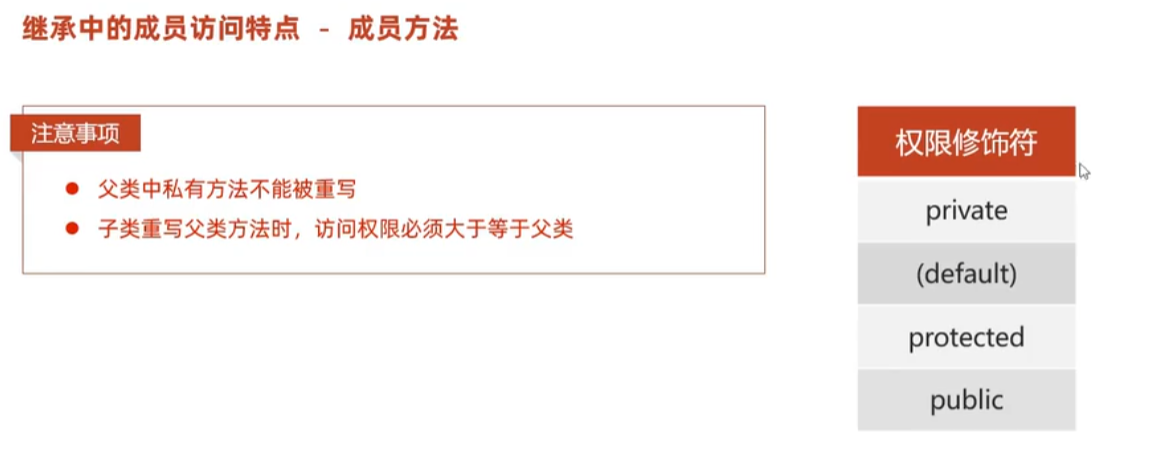 继承中的成员访问特点 - 成员方法
注意事项
父类中私有方法不能被重写
子类重写父类方法时，访问权限必须大于等于父类
权限修饰符
private
(default)
protected
public